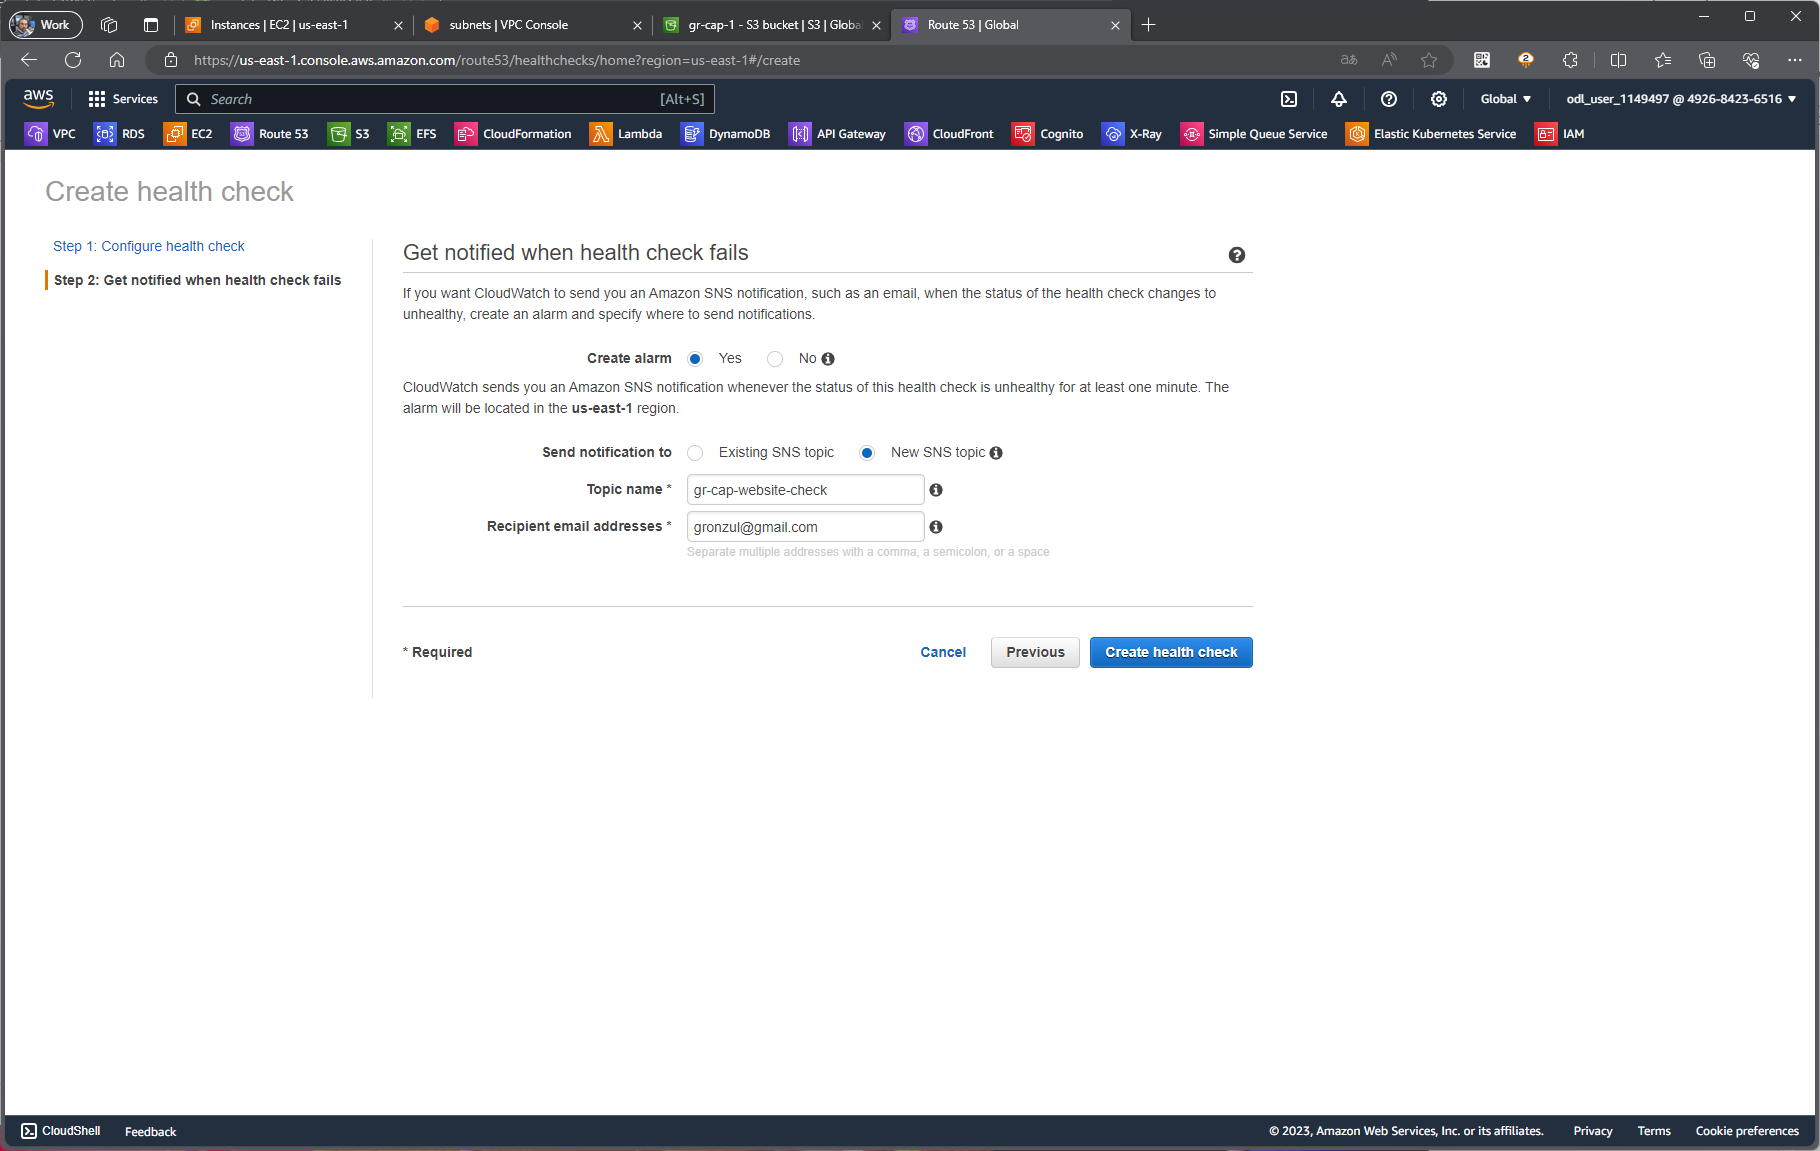 Work
Instances | EC2 | us-east-1
subnets | VPC Console
gr-cap-1 - S3 bucket | S3 | Globa
Route 53 | Global
https://us-east-1.console.aws.amazon.com/route53/healthchecks/home?region=us-east-1#/create
aws
Services
Search
[Alt+S]
Global
odl_user_1149497 @ 4926-8423-6516
VPC
RDS
EC2
Route 53
S3
EFS
CloudFormation
Lambda
DynamoDB
API Gateway
CloudFront
Cognito
X-Ray
Simple Queue Service
Elastic Kubernetes Service
IAM
Create health check
Step 1: Configure health check
Step 2: Get notified when health check fails
Get notified when health check fails
If you want CloudWatch to send you an Amazon SNS notification, such as an email, when the status of the health check changes to
unhealthy, create an alarm and specify where to send notifications.
Create alarm
Yes
No
CloudWatch sends you an Amazon SNS notification whenever the status of this health check is unhealthy for at least one minute. The
alarm will be located in the us-east-1 region.
Send notification to
Existing SNS topic
New SNS topic
Topic name *
gr-cap-website-check
Recipient email addresses *
gronzul@gmail.com
Separate multiple addresses with a comma, a semicolon, or a space
* Required
Cancel
Previous
Create health check
CloudShell
Feedback
© 2023, Amazon Web Services, Inc. or its affiliates.
Privacy
Terms
Cookie preferences